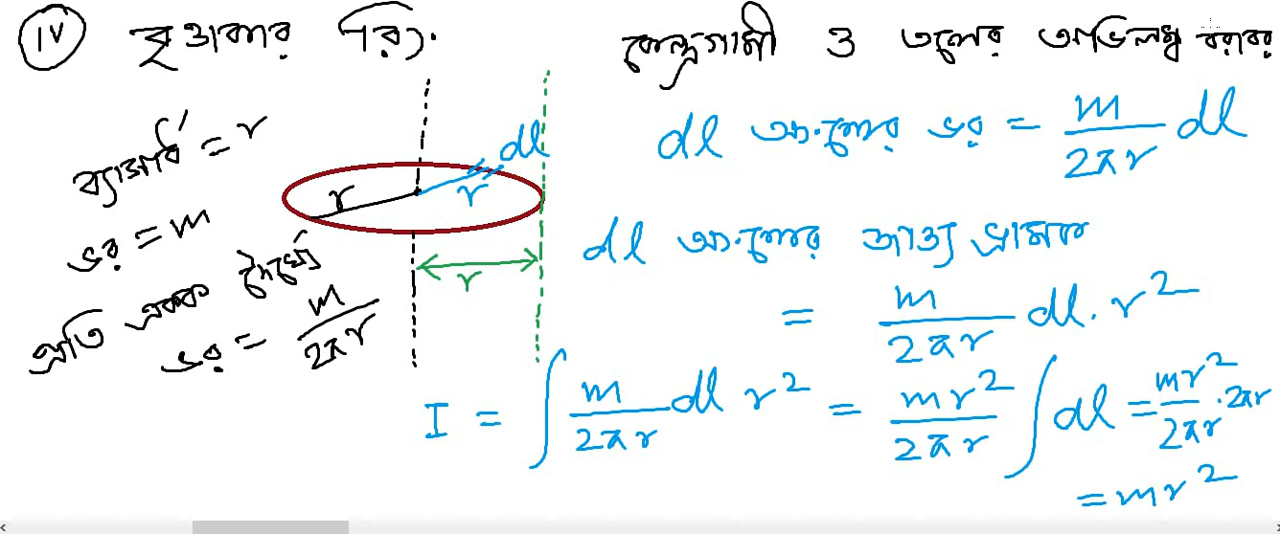 (iv) বৃত্তাকার রিং.
কেন্দ্রগামী ও তলের অভিলম্ব বরাবর
ব্যাসার্ধ = r
ভর = m
প্রতি একক দৈর্ঘ্যে
ভর = m/2πr
r
dl
r
r
dl অংশের ভর = m/2πr dl
dl অংশের জাড্য ভ্রামক
= m/2πr dl. r²
I = ∫ m/2πr dl r² = mr²/2πr ∫ dl = mr²/2πr · 2πr
= mr²